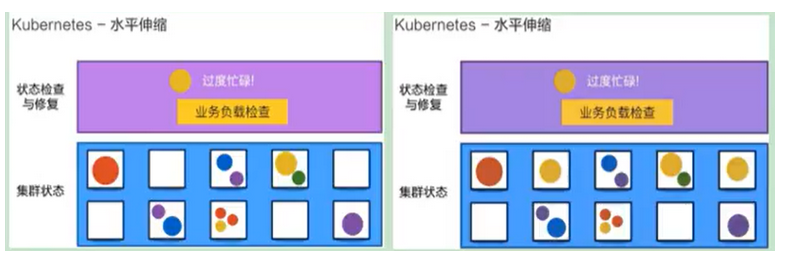 Kubernetes – 水平伸缩
状态检查
与修复
过度忙碌!
业务负载检查
集群状态
Kubernetes – 水平伸缩
状态检查
与修复
过度忙碌!
业务负载检查
集群状态